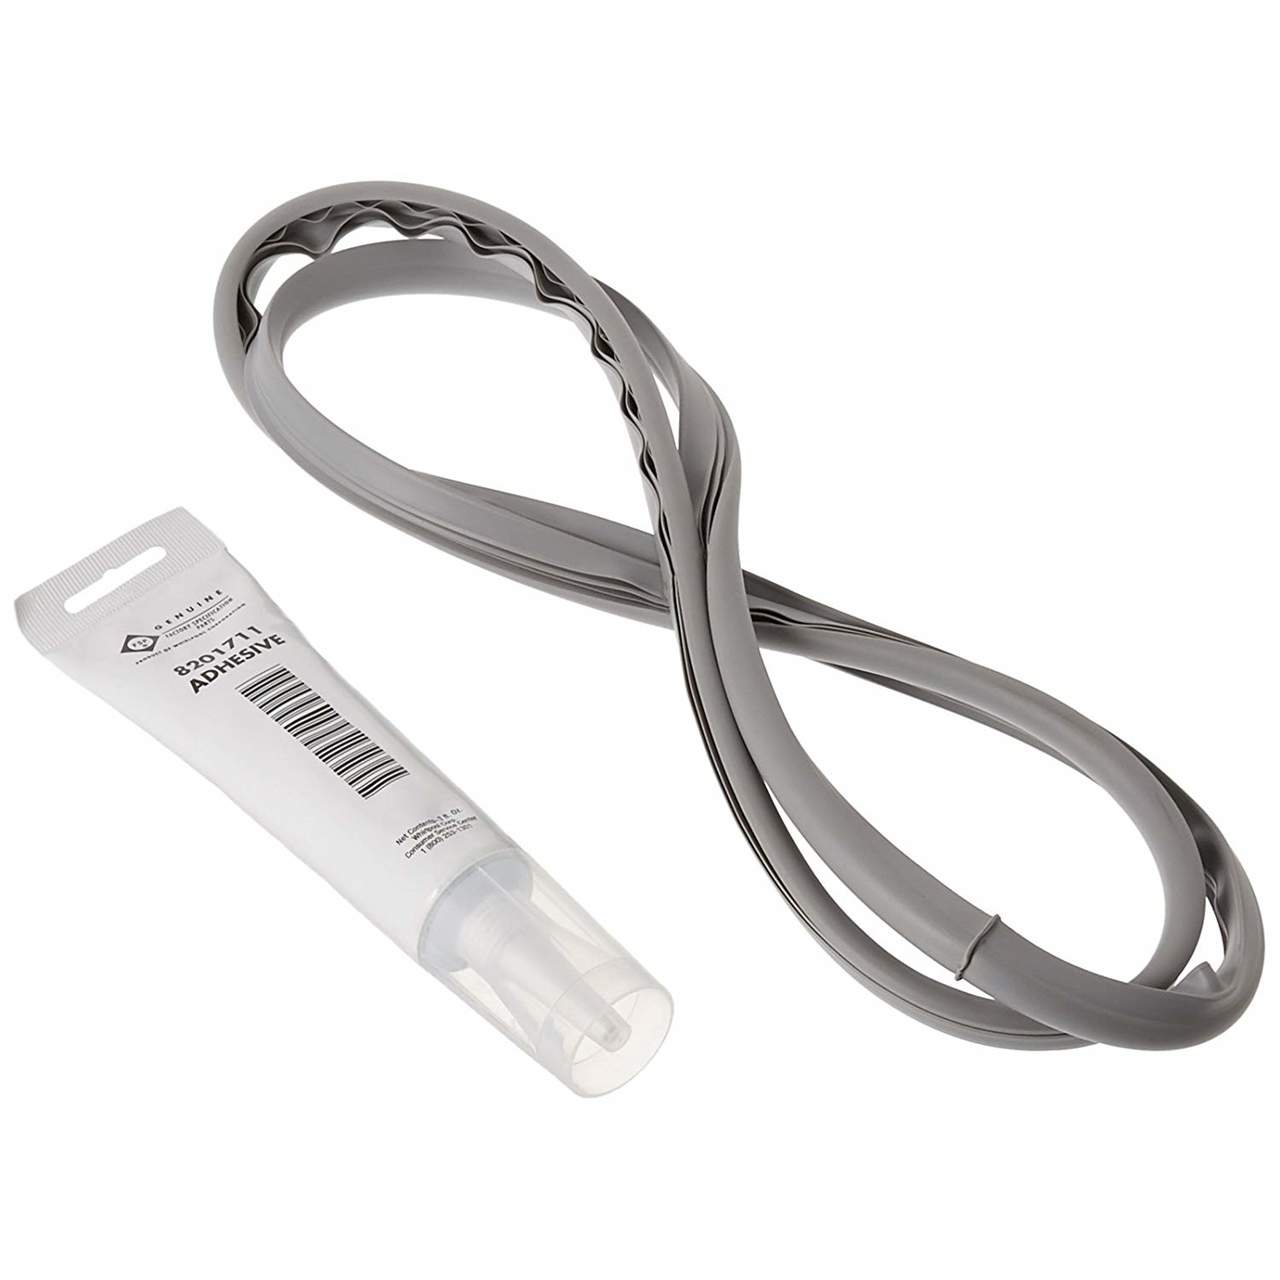 FSP
GENUINE
FACTORY SPECIFICATION
PARTS
PRODUCT OF WHIRLPOOL CORPORATION
8201711
ADHESIVE
Net Contents: 1 fl. Oz.
Whirlpool Corp.
Consumer Service Center
1 (800) 253-1301